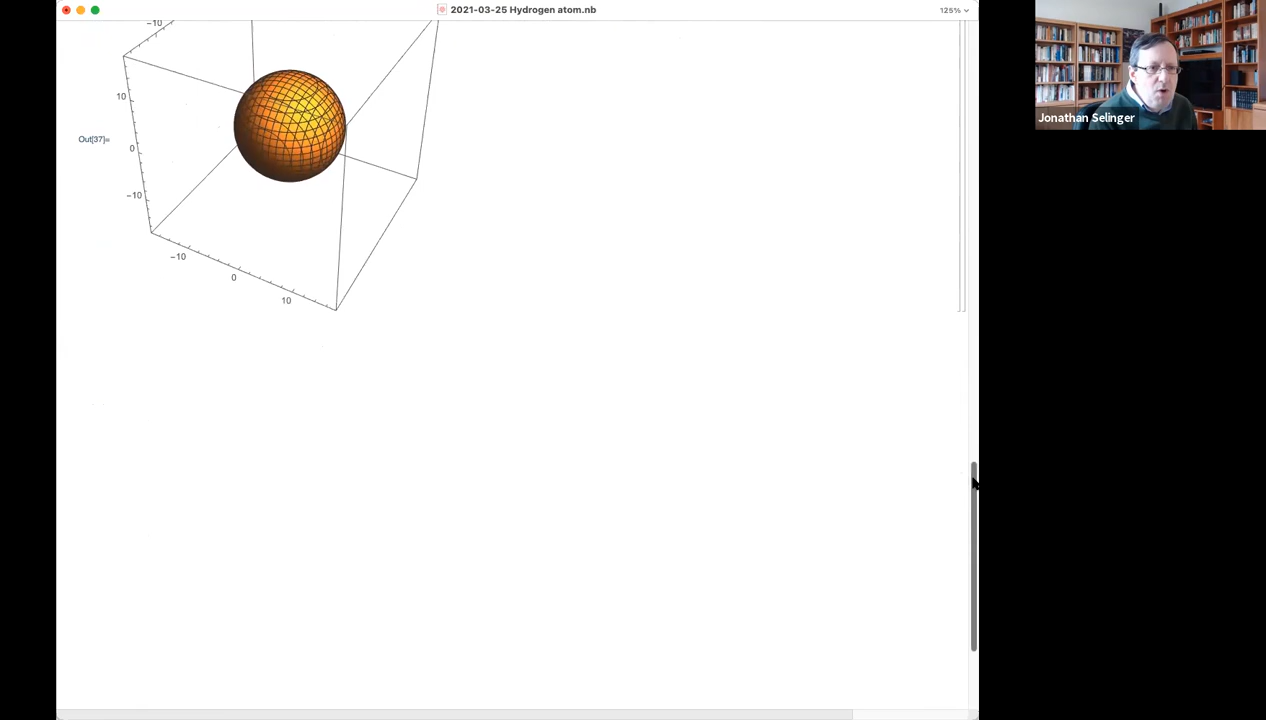 2021-03-25 Hydrogen atom.nb
125%
-10
10
Out[37]=
0
-10
-10
0
10
Jonathan Selinger